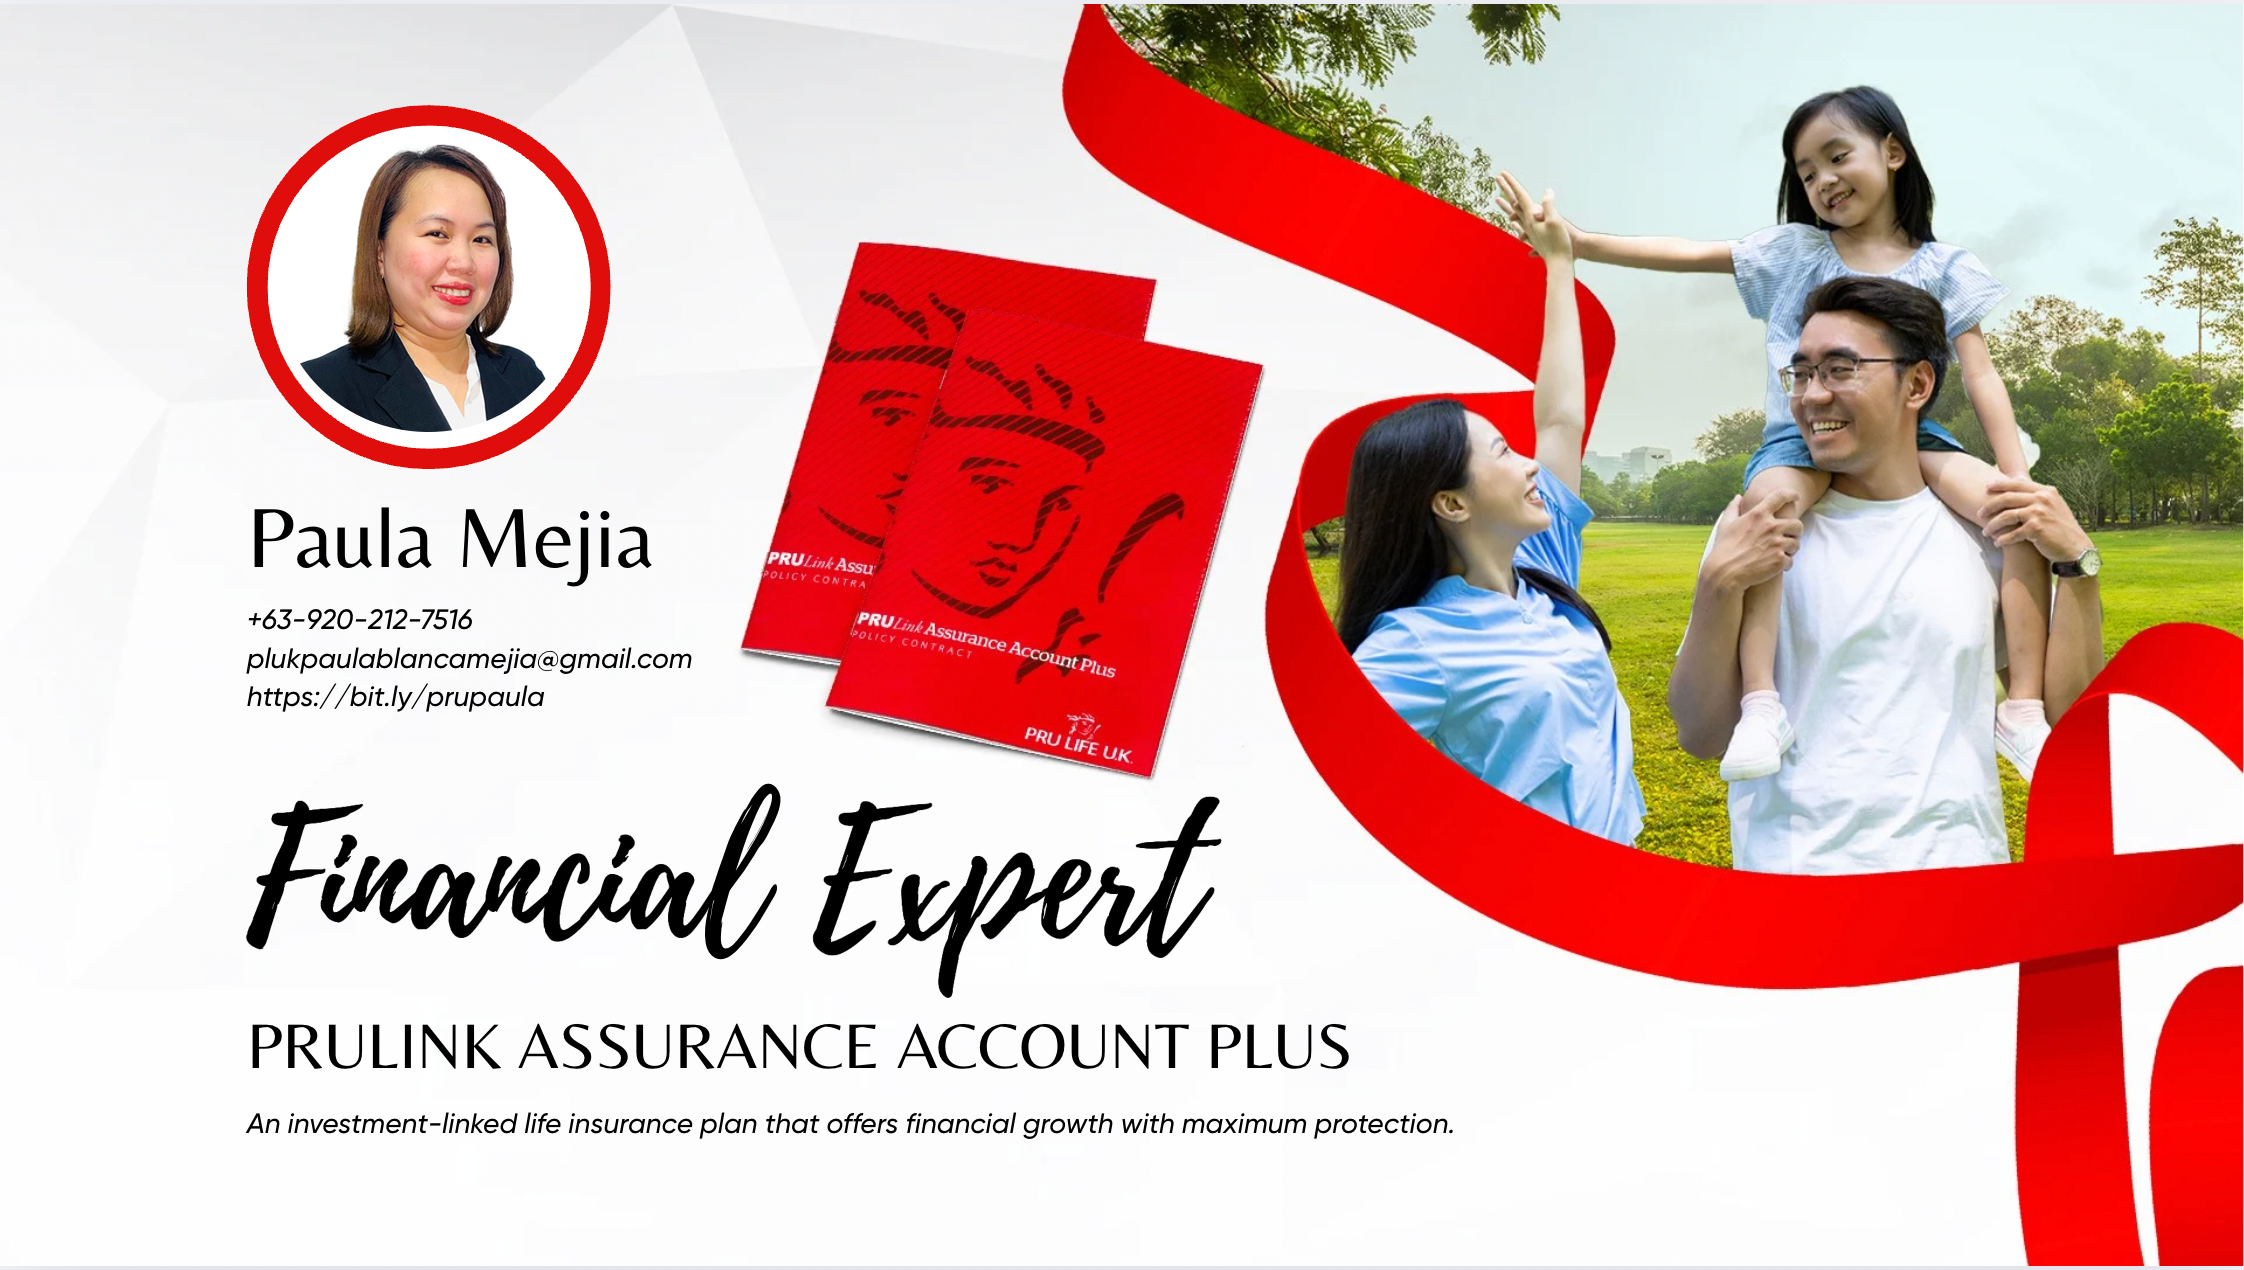 Paula Mejia
+63-920-212-7516
plukpaulablancamejia@gmail.com
https://bit.ly/prupaula
PRULink Assu
POLICY CONTRA
PRULink Assurance Account Plus
POLICY CONTRACT
PRU LIFE U.K.
Financial Expert
PRULINK ASSURANCE ACCOUNT PLUS
An investment-linked life insurance plan that offers financial growth with maximum protection.